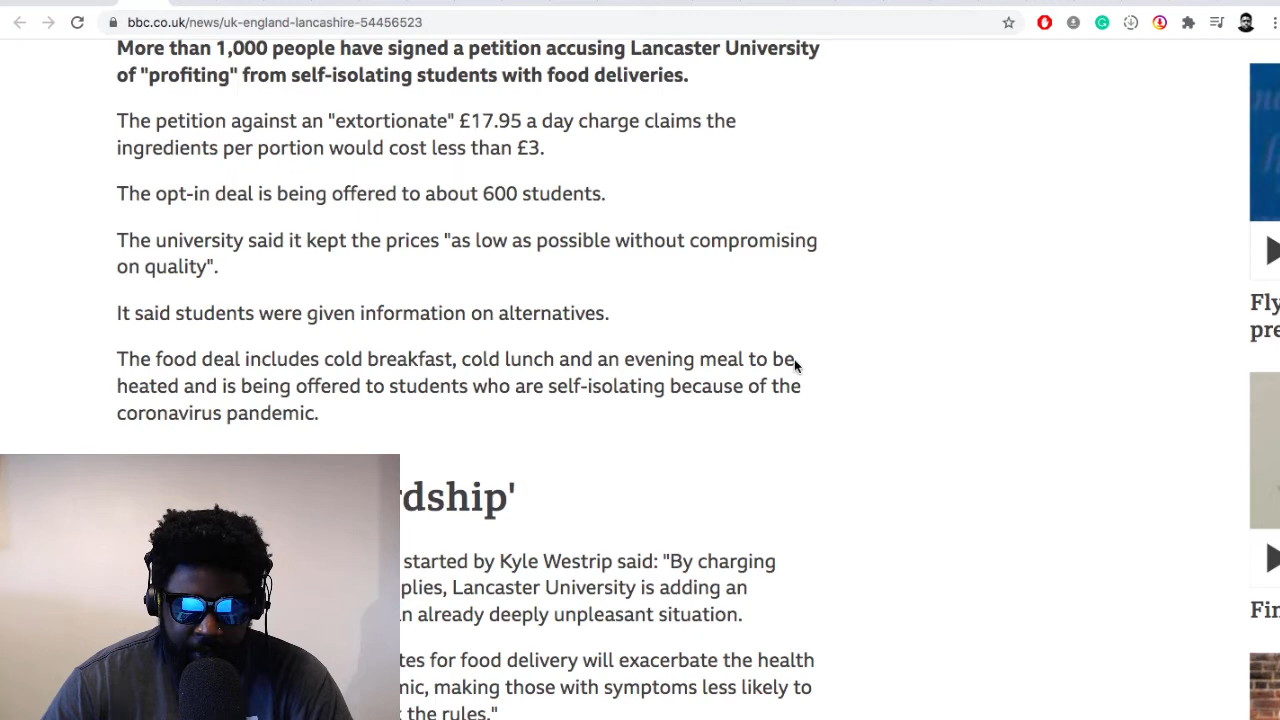 bbc.co.uk/news/uk-england-lancashire-54456523
More than 1,000 people have signed a petition accusing Lancaster University
of "profiting" from self-isolating students with food deliveries.
The petition against an "extortionate" £17.95 a day charge claims the
ingredients per portion would cost less than £3.
The opt-in deal is being offered to about 600 students.
The university said it kept the prices "as low as possible without compromising
on quality".
It said students were given information on alternatives.
The food deal includes cold breakfast, cold lunch and an evening meal to be
heated and is being offered to students who are self-isolating because of the
coronavirus pandemic.
rdship'
started by Kyle Westrip said: "By charging
plies, Lancaster University is adding an
n already deeply unpleasant situation.
tes for food delivery will exacerbate the health
mic, making those with symptoms less likely to
the rules."
Fly
pre
Fin